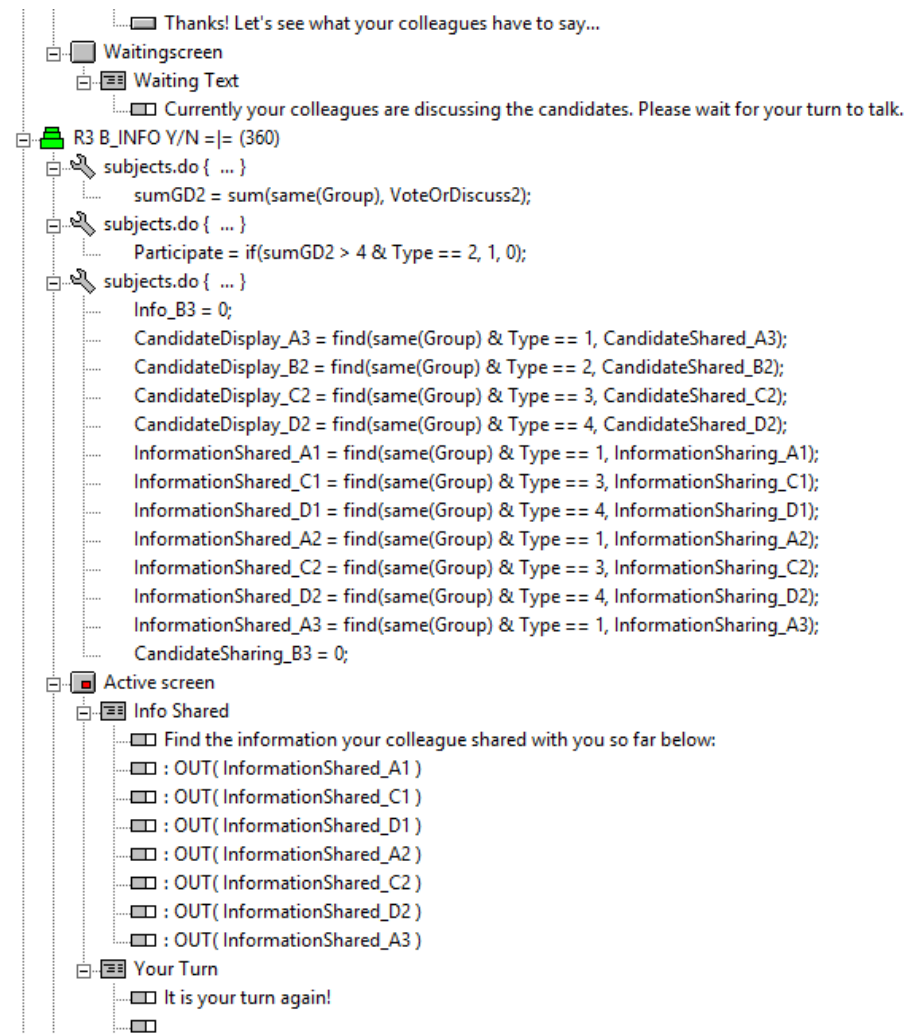 Thanks! Let's see what your colleagues have to say...
Waitingscreen
Waiting Text
Currently your colleagues are discussing the candidates. Please wait for your turn to talk.
R3 B_INFO Y/N =|= (360)
subjects.do { ... }
sumGD2 = sum(same(Group), VoteOrDiscuss2);
subjects.do { ... }
Participate = if(sumGD2 > 4 & Type == 2, 1, 0);
subjects.do { ... }
Info_B3 = 0;
CandidateDisplay_A3 = find(same(Group) & Type == 1, CandidateShared_A3);
CandidateDisplay_B2 = find(same(Group) & Type == 2, CandidateShared_B2);
CandidateDisplay_C2 = find(same(Group) & Type == 3, CandidateShared_C2);
CandidateDisplay_D2 = find(same(Group) & Type == 4, CandidateShared_D2);
InformationShared_A1 = find(same(Group) & Type == 1, InformationSharing_A1);
InformationShared_C1 = find(same(Group) & Type == 3, InformationSharing_C1);
InformationShared_D1 = find(same(Group) & Type == 4, InformationSharing_D1);
InformationShared_A2 = find(same(Group) & Type == 1, InformationSharing_A2);
InformationShared_C2 = find(same(Group) & Type == 3, InformationSharing_C2);
InformationShared_D2 = find(same(Group) & Type == 4, InformationSharing_D2);
InformationShared_A3 = find(same(Group) & Type == 1, InformationSharing_A3);
CandidateSharing_B3 = 0;
Active screen
Info Shared
Find the information your colleague shared with you so far below:
: OUT( InformationShared_A1 )
: OUT( InformationShared_C1 )
: OUT( InformationShared_D1 )
: OUT( InformationShared_A2 )
: OUT( InformationShared_C2 )
: OUT( InformationShared_D2 )
: OUT( InformationShared_A3 )
Your Turn
It is your turn again!